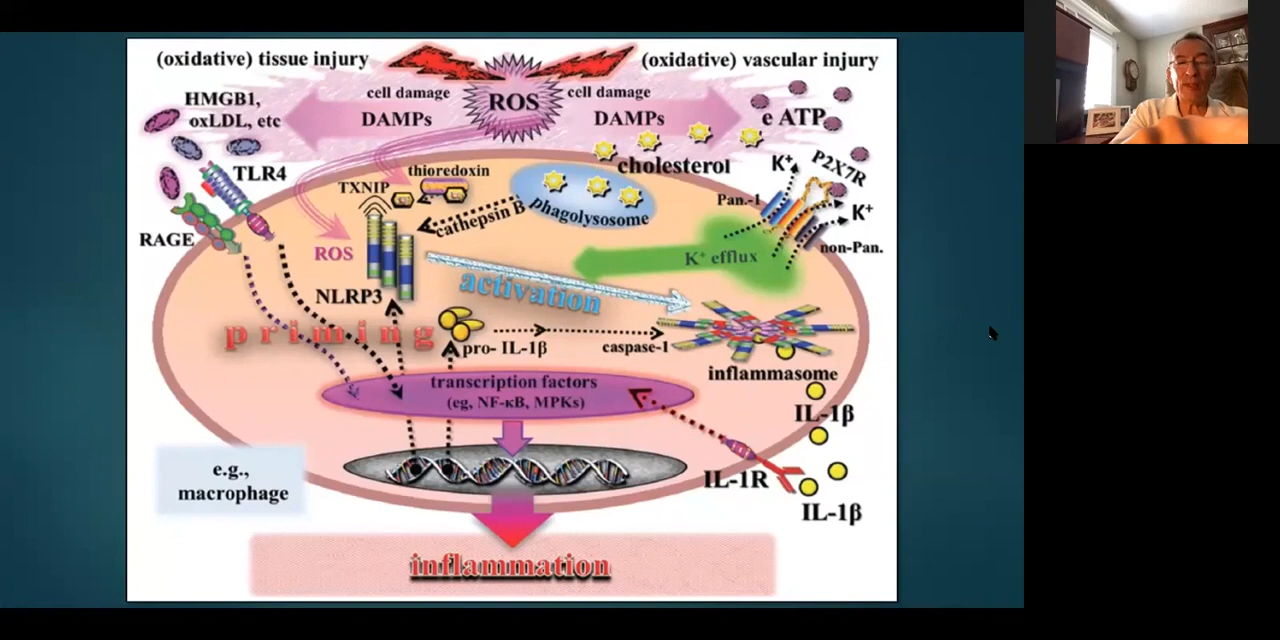 (oxidative) tissue injury
(oxidative) vascular injury
ROS
cell damage
DAMPs
cell damage
DAMPs
HMGB1,
oxLDL, etc
e ATP
TLR4
RAGE
TXNIP
thioredoxin
cholesterol
phagolysosome
cathepsin B
K+
P2X7R
Pan.-1
K+
non-Pan.
K+ efflux
ROS
NLRP3
activation
priming
pro- IL-1β
caspase-1
inflammasome
transcription factors
(eg, NF-κB, MPKs)
IL-1β
IL-1R
IL-1β
e.g.,
macrophage
inflammation